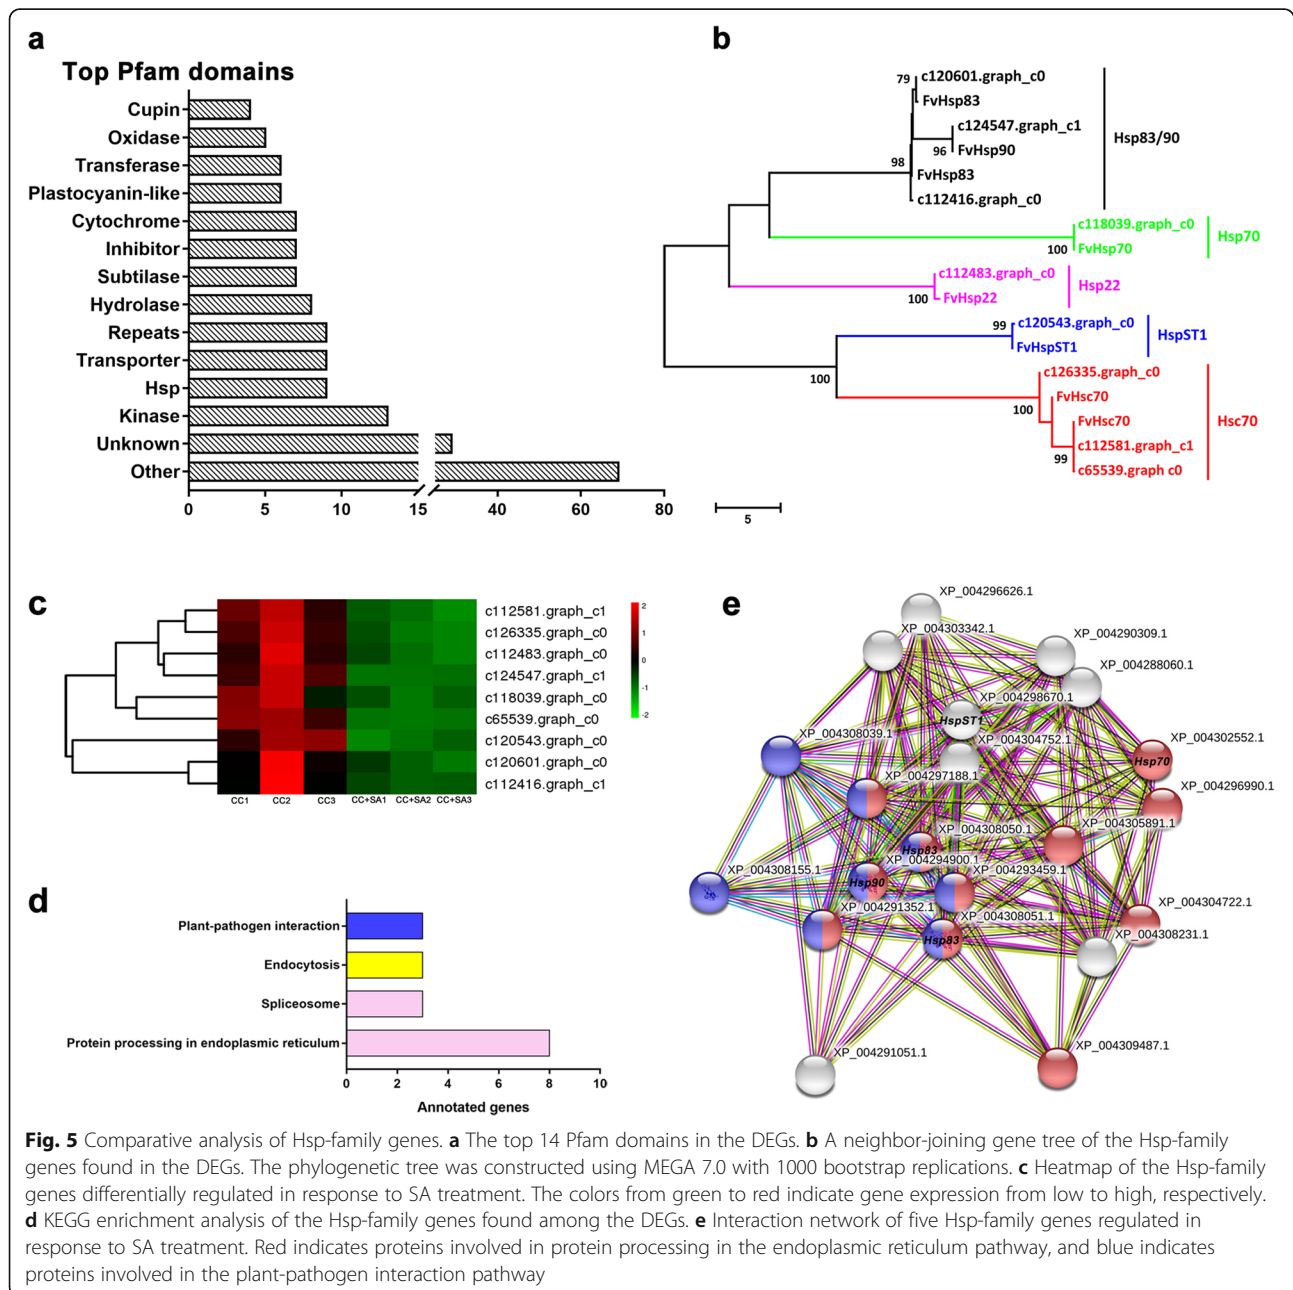 a
Top Pfam domains
Cupin
Oxidase
Transferase
Plastocyanin-like
Cytochrome
Inhibitor
Subtilase
Hydrolase
Repeats
Transporter
Hsp
Kinase
Unknown
Other
0 5 10 15 40 60 80
b
79
c120601.graph_c0
FvHsp83
c124547.graph_c1
96 FvHsp90
98
FvHsp83
c112416.graph_c0
Hsp83/90
c118039.graph_c0
100 FvHsp70
Hsp70
c112483.graph_c0
100 FvHsp22
Hsp22
99 c120543.graph_c0
FvHspST1
HspST1
100
c126335.graph_c0
FvHsc70
100
FvHsc70
c112581.graph_c1
99
c65539.graph c0
Hsc70
5
c
c112581.graph_c1
c126335.graph_c0
c112483.graph_c0
c124547.graph_c1
c118039.graph_c0
c65539.graph_c0
c120543.graph_c0
c120601.graph_c0
c112416.graph_c1
CC1 CC2 CC3 CC+SA1 CC+SA2 CC+SA3
2
1
0
-1
-2
d
Plant-pathogen interaction
Endocytosis
Spliceosome
Protein processing in endoplasmic reticulum
0 2 4 6 8 10
Annotated genes
e
XP_004296626.1
XP_004303342.1
XP_004290309.1
XP_004288060.1
XP_004298670.1
HspST1
XP_004308039.1
XP_004304752.1
XP_004302552.1
Hsp70
XP_004297188.1
XP_004296990.1
XP_004305891.1
XP_004308050.1
Hsp83
XP_004294900.1
XP_004308155.1
XP_004293459.1
Hsp90
XP_004291352.1
XP_004304722.1
XP_004308051.1
XP_004308231.1
Hsp83
XP_004309487.1
XP_004291051.1
Fig. 5 Comparative analysis of Hsp-family genes. a The top 14 Pfam domains in the DEGs. b A neighbor-joining gene tree of the Hsp-family
genes found in the DEGs. The phylogenetic tree was constructed using MEGA 7.0 with 1000 bootstrap replications. c Heatmap of the Hsp-family
genes differentially regulated in response to SA treatment. The colors from green to red indicate gene expression from low to high, respectively.
d KEGG enrichment analysis of the Hsp-family genes found among the DEGs. e Interaction network of five Hsp-family genes regulated in
response to SA treatment. Red indicates proteins involved in protein processing in the endoplasmic reticulum pathway, and blue indicates
proteins involved in the plant-pathogen interaction pathway